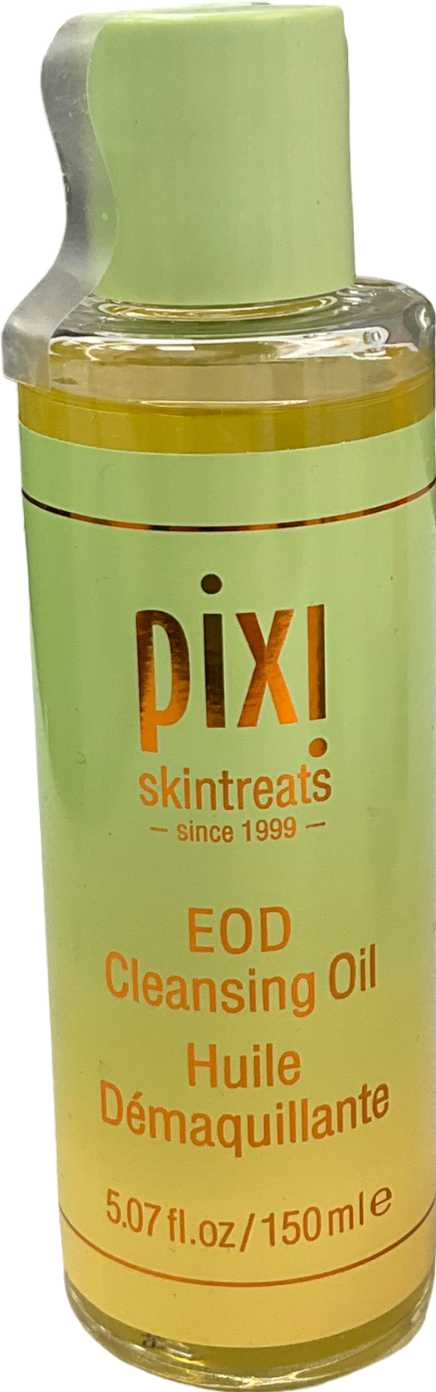 pixi
skintreats
– since 1999 –
EOD
Cleansing Oil
Huile
Démaquillante
5.07 fl.oz/150ml e